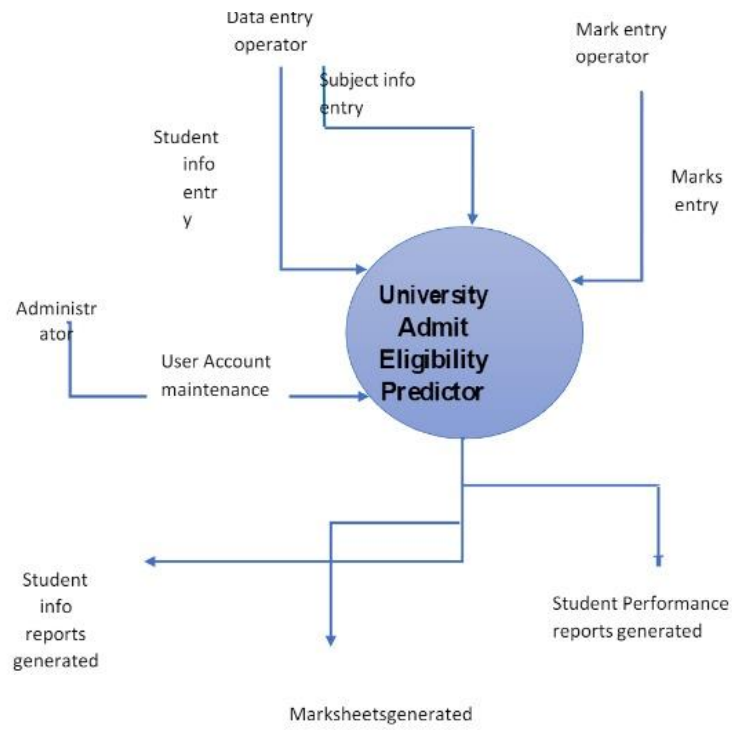 Data entry
operator
Mark entry
operator
Subject info
entry
Student
info
entr
y
Marks
entry
University
Admit
Eligibility
Predictor
Administr
ator
User Account
maintenance
Student
info
reports
generated
Student Performance
reports generated
Marksheetsgenerated